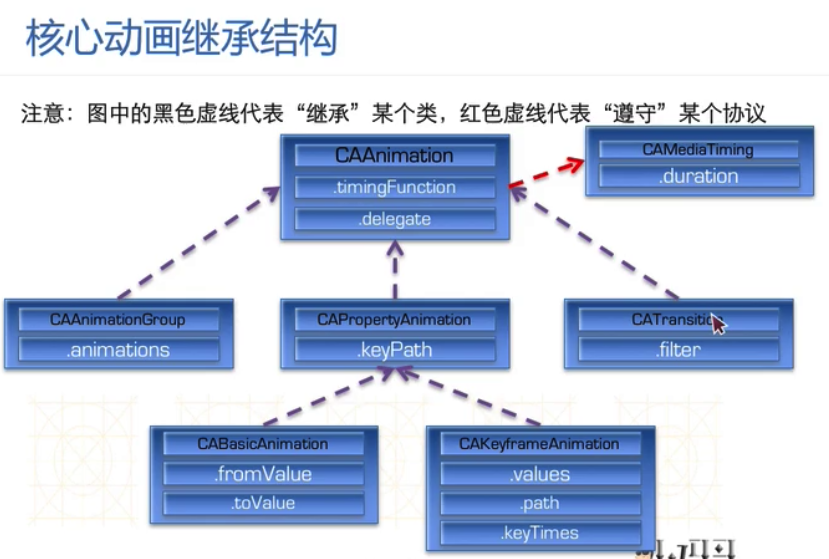 核心动画继承结构
注意：图中的黑色虚线代表“继承”某个类，红色虚线代表“遵守”某个协议
CAAnimation
.timingFunction
.delegate
CAMediaTiming
.duration
CAAnimationGroup
.animations
CAPropertyAnimation
.keyPath
CATransition
.filter
CABasicAnimation
.fromValue
.toValue
CAKeyframeAnimation
.values
.path
.keyTimes